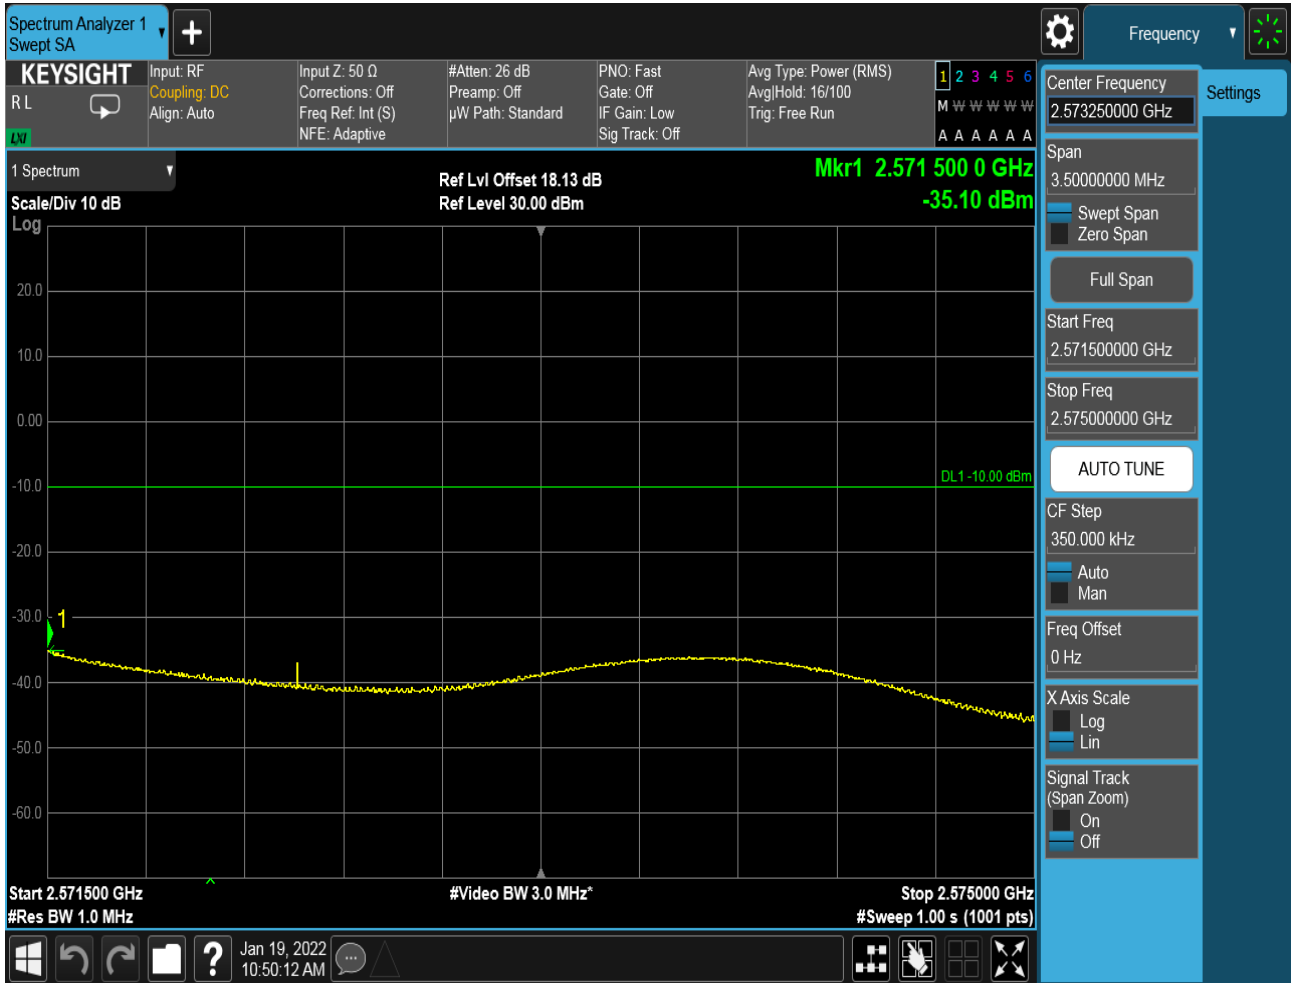 Spectrum Analyzer 1
Swept SA
Frequency
KEYSIGHT
R L
LXI
Input: RF
Coupling: DC
Align: Auto
Input Z: 50 Ω
Corrections: Off
Freq Ref: Int (S)
NFE: Adaptive
#Atten: 26 dB
Preamp: Off
µW Path: Standard
PNO: Fast
Gate: Off
IF Gain: Low
Sig Track: Off
Avg Type: Power (RMS)
Avg|Hold: 16/100
Trig: Free Run
1 2 3 4 5 6
M W W W W W
A A A A A A
1 Spectrum
Scale/Div 10 dB
Log
Ref Lvl Offset 18.13 dB
Ref Level 30.00 dBm
Mkr1 2.571 500 0 GHz
-35.10 dBm
20.0
10.0
0.00
-10.0
DL1 -10.00 dBm
-20.0
-30.0
1
-40.0
-50.0
-60.0
Start 2.571500 GHz
#Res BW 1.0 MHz
#Video BW 3.0 MHz*
Stop 2.575000 GHz
#Sweep 1.00 s (1001 pts)
Center Frequency
2.573250000 GHz
Settings
Span
3.50000000 MHz
Swept Span
Zero Span
Full Span
Start Freq
2.571500000 GHz
Stop Freq
2.575000000 GHz
AUTO TUNE
CF Step
350.000 kHz
Auto
Man
Freq Offset
0 Hz
X Axis Scale
Log
Lin
Signal Track
(Span Zoom)
On
Off
?
Jan 19, 2022
10:50:12 AM